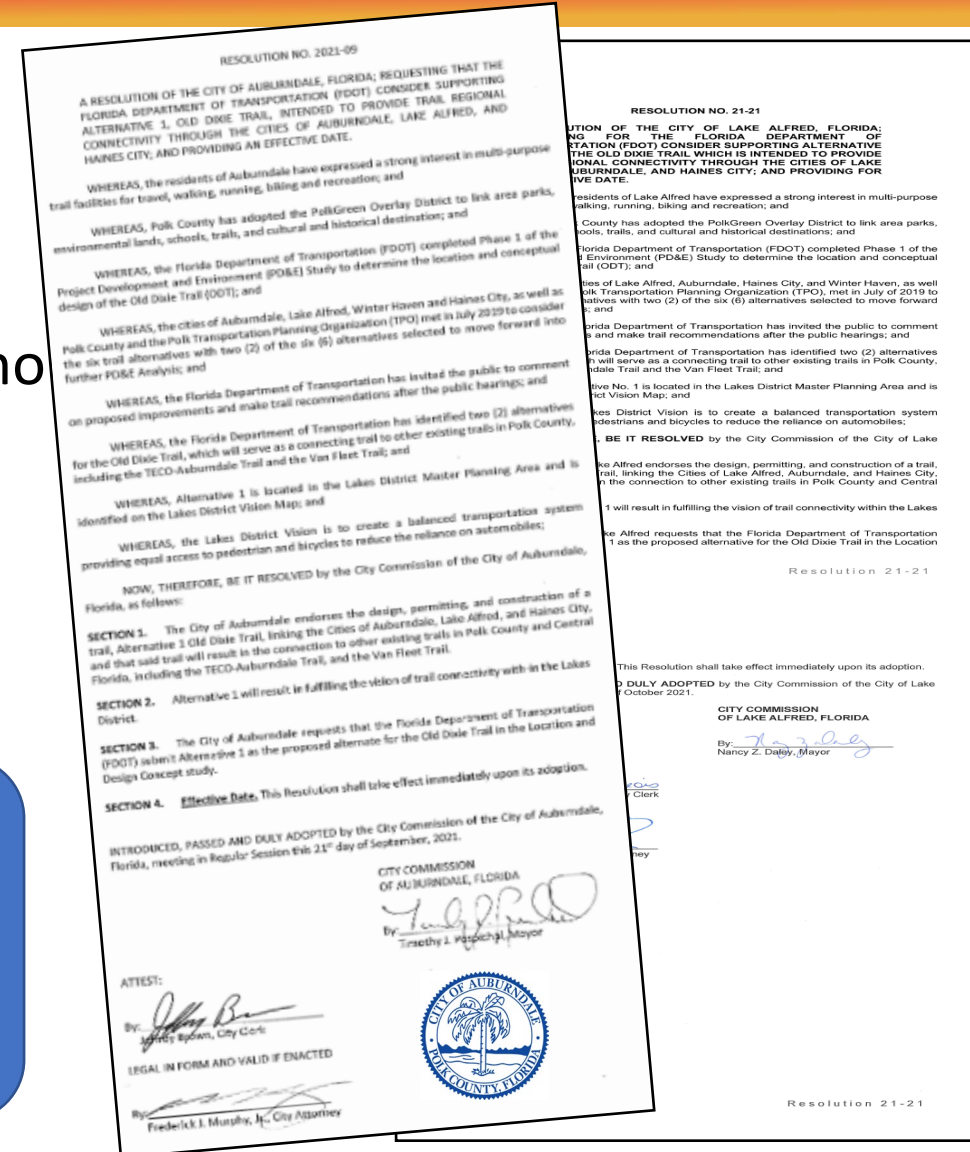 RESOLUTION NO. 2021-09
A RESOLUTION OF THE CITY OF AUBURNDALE, FLORIDA; REQUESTING THAT THE
FLORIDA DEPARTMENT OF TRANSPORTATION (FDOT) CONSIDER SUPPORTING
ALTERNATIVE 1, OLD DIXIE TRAIL, INTENDED TO PROVIDE TRAIL REGIONAL
CONNECTIVITY THROUGH THE CITIES OF AUBURNDALE, LAKE ALFRED, AND
HAINES CITY; AND PROVIDING AN EFFECTIVE DATE.
WHEREAS, the residents of Auburndale have expressed a strong interest in multi-purpose
trail facilities for travel, walking, running, biking and recreation; and
WHEREAS, Polk County has adopted the PolkGreen Overlay District to link area parks,
environmental lands, schools, trails, and cultural and historical destination; and
WHEREAS, the Florida Department of Transportation (FDOT) completed Phase 1 of the
Project Development and Environment (PD&E) Study to determine the location and conceptual
design of the Old Dixie Trail (ODT); and
WHEREAS, the cities of Auburndale, Lake Alfred, Winter Haven and Haines City, as well as
Polk County and the Polk Transportation Planning Organization (TPO) met in July 2019 to consider
the six trail alternatives with two (2) of the six (6) alternatives selected to move forward into
further PD&E Analysis; and
WHEREAS, the Florida Department of Transportation has invited the public to comment
on proposed improvements and make trail recommendations after the public hearings; and
WHEREAS, the Florida Department of Transportation has identified two (2) alternatives
for the Old Dixie Trail, which will serve as a connecting trail to other existing trails in Polk County,
including the TECO-Auburndale Trail and the Van Fleet Trail; and
WHEREAS, Alternative 1 is located in the Lakes District Master Planning Area and is
identified on the Lakes District Vision Map; and
WHEREAS, the Lakes District Vision is to create a balanced transportation system
providing equal access to pedestrian and bicycles to reduce the reliance on automobiles;
NOW, THEREFORE, BE IT RESOLVED by the City Commission of the City of Auburndale,
Florida, as follows:
SECTION 1. The City of Auburndale endorses the design, permitting, and construction of a
trail, Alternative 1 Old Dixie Trail, linking the Cities of Auburndale, Lake Alfred, and Haines City,
and that said trail will result in the connection to other existing trails in Polk County and Central
Florida, including the TECO-Auburndale Trail, and the Van Fleet Trail.
SECTION 2. Alternative 1 will result in fulfilling the vision of trail connectivity with-in the Lakes
District.
SECTION 3. The City of Auburndale requests that the Florida Department of Transportation
(FDOT) submit Alternative 1 as the proposed alternate for the Old Dixie Trail in the Location and
Design Concept study.
SECTION 4. Effective Date. This Resolution shall take effect immediately upon its adoption.
INTRODUCED, PASSED AND DULY ADOPTED by the City Commission of the City of Auburndale,
Florida, meeting in Regular Session this 21st day of September, 2021.
CITY COMMISSION
OF AUBURNDALE, FLORIDA
By:
Timothy J. Pospichal, Mayor
ATTEST:
By:
Brown, City Clerk
LEGAL IN FORM AND VALID IF ENACTED
By:
Frederick J. Murphy, Jr., City Attorney
CITY OF AUBURNDALE
POLK COUNTY, FLORIDA
no
RESOLUTION NO. 21-21
UTION OF THE CITY OF LAKE ALFRED, FLORIDA;
NG FOR THE FLORIDA DEPARTMENT OF
RTATION (FDOT) CONSIDER SUPPORTING ALTERNATIVE
THE OLD DIXIE TRAIL WHICH IS INTENDED TO PROVIDE
IONAL CONNECTIVITY THROUGH THE CITIES OF LAKE
UBURNDALE, AND HAINES CITY; AND PROVIDING FOR
IVE DATE.
residents of Lake Alfred have expressed a strong interest in multi-purpose
walking, running, biking and recreation; and
County has adopted the PolkGreen Overlay District to link area parks,
ools, trails, and cultural and historical destinations; and
Florida Department of Transportation (FDOT) completed Phase 1 of the
Environment (PD&E) Study to determine the location and conceptual
rail (ODT); and
ties of Lake Alfred, Auburndale, Haines City, and Winter Haven, as well
olk Transportation Planning Organization (TPO), met in July of 2019 to
natives with two (2) of the six (6) alternatives selected to move forward
s; and
orida Department of Transportation has invited the public to comment
s and make trail recommendations after the public hearings; and
orida Department of Transportation has identified two (2) alternatives
h will serve as a connecting trail to other existing trails in Polk County,
ndale Trail and the Van Fleet Trail; and
tive No. 1 is located in the Lakes District Master Planning Area and is
rict Vision Map; and
kes District Vision is to create a balanced transportation system
edestrians and bicycles to reduce the reliance on automobiles;
, BE IT RESOLVED by the City Commission of the City of Lake
ke Alfred endorses the design, permitting, and construction of a trail,
rail, linking the Cities of Lake Alfred, Auburndale, and Haines City,
n the connection to other existing trails in Polk County and Central
1 will result in fulfilling the vision of trail connectivity within the Lakes
ke Alfred requests that the Florida Department of Transportation
1 as the proposed alternative for the Old Dixie Trail in the Location
Resolution 21-21
This Resolution shall take effect immediately upon its adoption.
D DULY ADOPTED by the City Commission of the City of Lake
f October 2021.
CITY COMMISSION
OF LAKE ALFRED, FLORIDA
By:
Nancy Z. Daley, Mayor
y Clerk
ney
Resolution 21-21